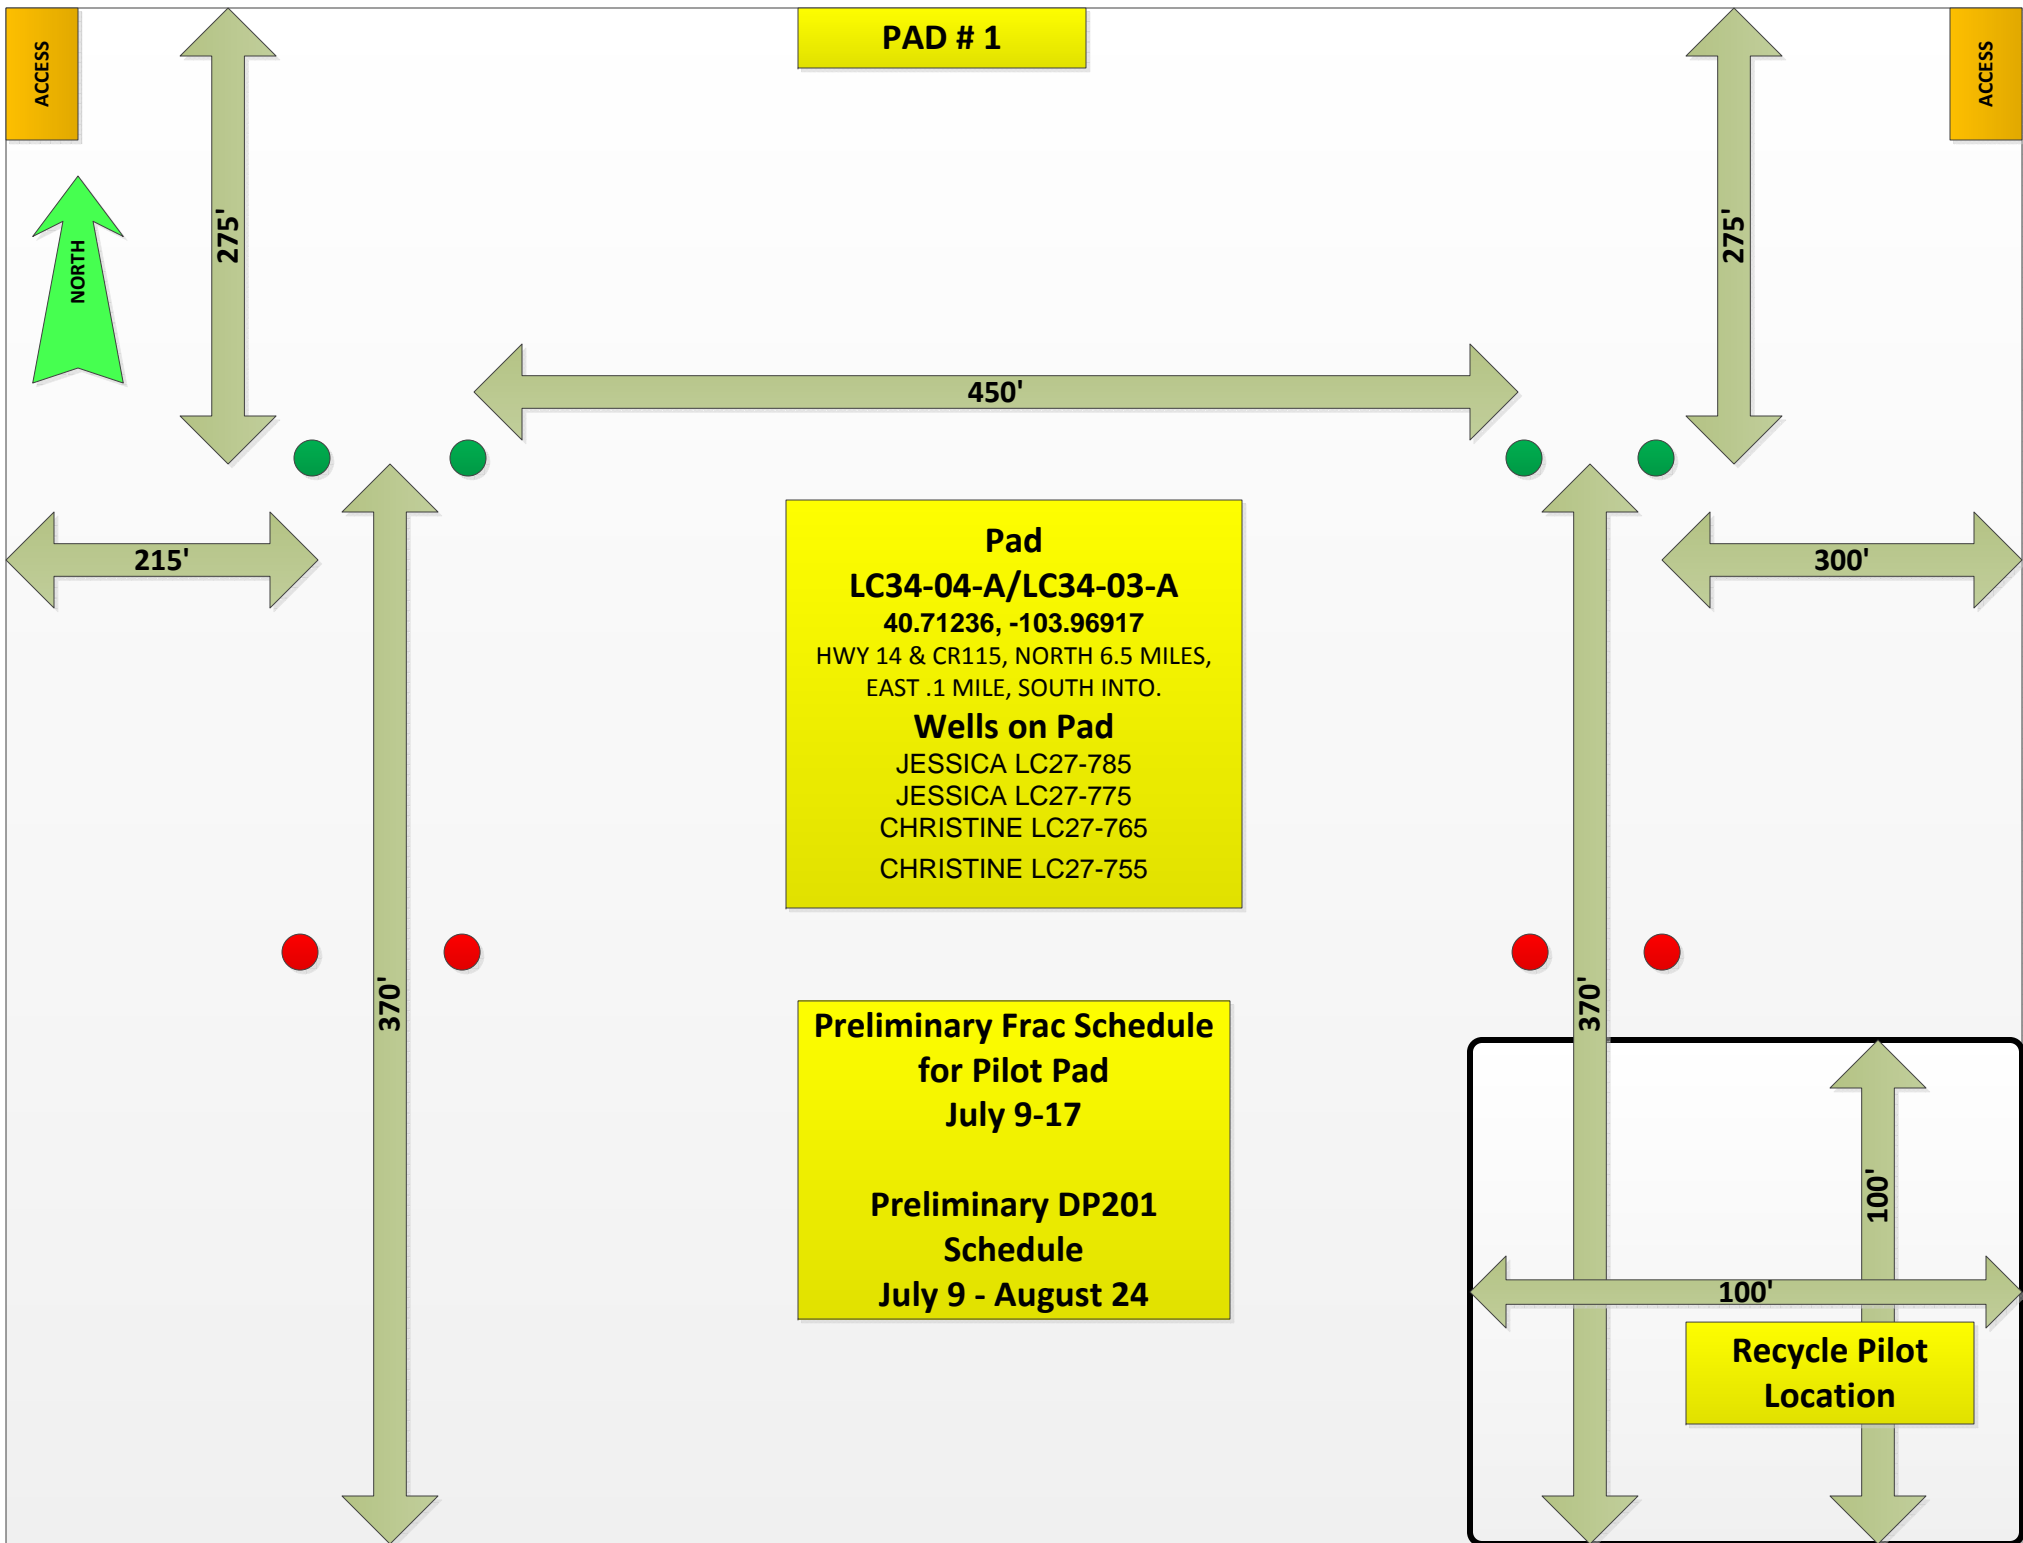 PAD # 1
ACCESS
ACCESS
NORTH
275'
275'
450'
215'
300'
Pad
LC34-04-A/LC34-03-A
40.71236, -103.96917
HWY 14 & CR115, NORTH 6.5 MILES,
EAST .1 MILE, SOUTH INTO.
Wells on Pad
JESSICA LC27-785
JESSICA LC27-775
CHRISTINE LC27-765
CHRISTINE LC27-755
370'
370'
Preliminary Frac Schedule
for Pilot Pad
July 9-17
Preliminary DP201
Schedule
July 9 - August 24
100'
100'
Recycle Pilot
Location